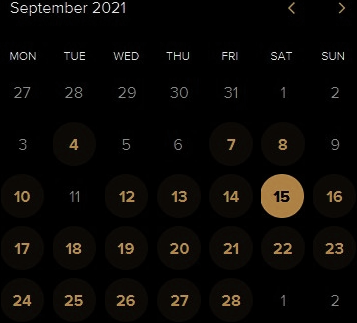 September 2021
MON TUE WED THU FRI SAT SUN
27 28 29 30 31 1 2
3 4 5 6 7 8 9
10 11 12 13 14 15 16
17 18 19 20 21 22 23
24 25 26 27 28 1 2